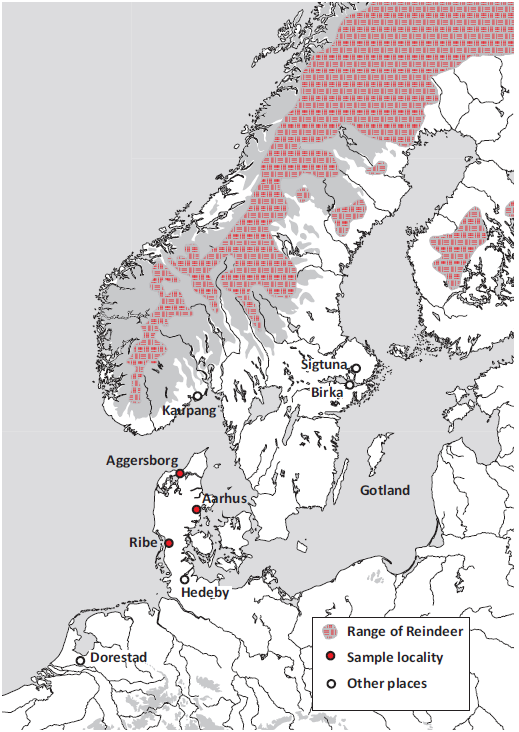 Sigtuna
Birka
Kaupang
Aggersborg
Aarhus
Gotland
Ribe
Hedeby
Dorestad
Range of Reindeer
Sample locality
Other places